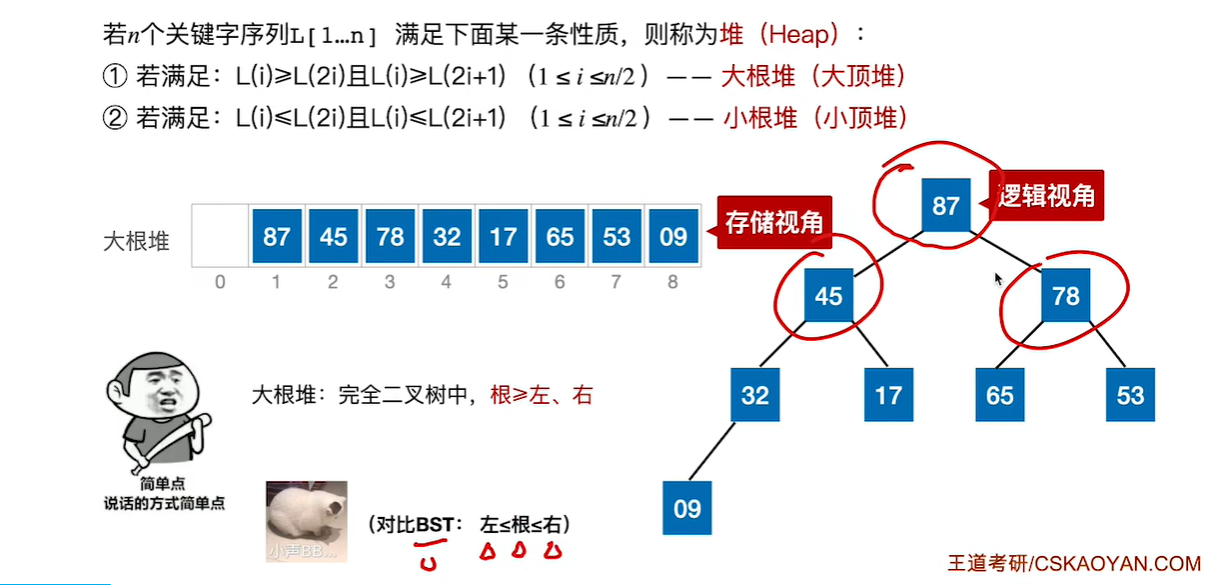 若n个关键字序列L[1…n] 满足下面某一条性质，则称为堆（Heap）：
① 若满足：L(i)≥L(2i)且L(i)≥L(2i+1) （1 ≤ i ≤n/2 ）—— 大根堆（大顶堆）
② 若满足：L(i)≤L(2i)且L(i)≤L(2i+1) （1 ≤ i ≤n/2 ）—— 小根堆（小顶堆）
87
逻辑视角
大根堆
87 45 78 32 17 65 53 09
存储视角
0 1 2 3 4 5 6 7 8
45 78
32 17 65 53
09
大根堆：完全二叉树中，根≥左、右
简单点
说话的方式简单点
小声BB...
（对比BST： 左≤根≤右）
王道考研/CSKAOYAN.COM